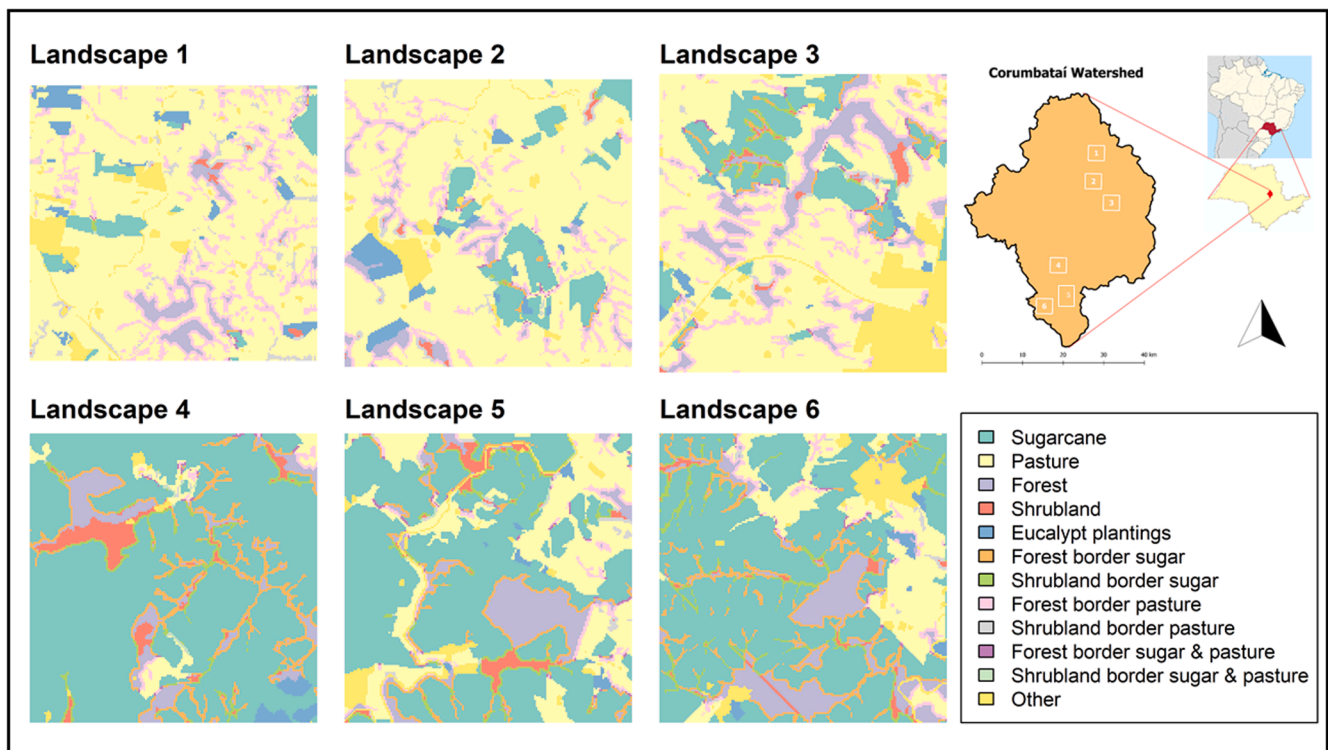 Landscape 1
Landscape 2
Landscape 3
Corumbataí Watershed
1
2
3
4
5
6
0 10 20 30 40 km
Landscape 4
Landscape 5
Landscape 6
Sugarcane
Pasture
Forest
Shrubland
Eucalypt plantings
Forest border sugar
Shrubland border sugar
Forest border pasture
Shrubland border pasture
Forest border sugar & pasture
Shrubland border sugar & pasture
Other